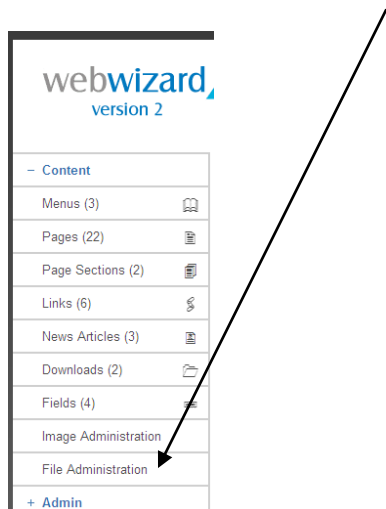 webwizard
version 2
− Content
Menus (3)
Pages (22)
Page Sections (2)
Links (6)
News Articles (3)
Downloads (2)
Fields (4)
Image Administration
File Administration
+ Admin